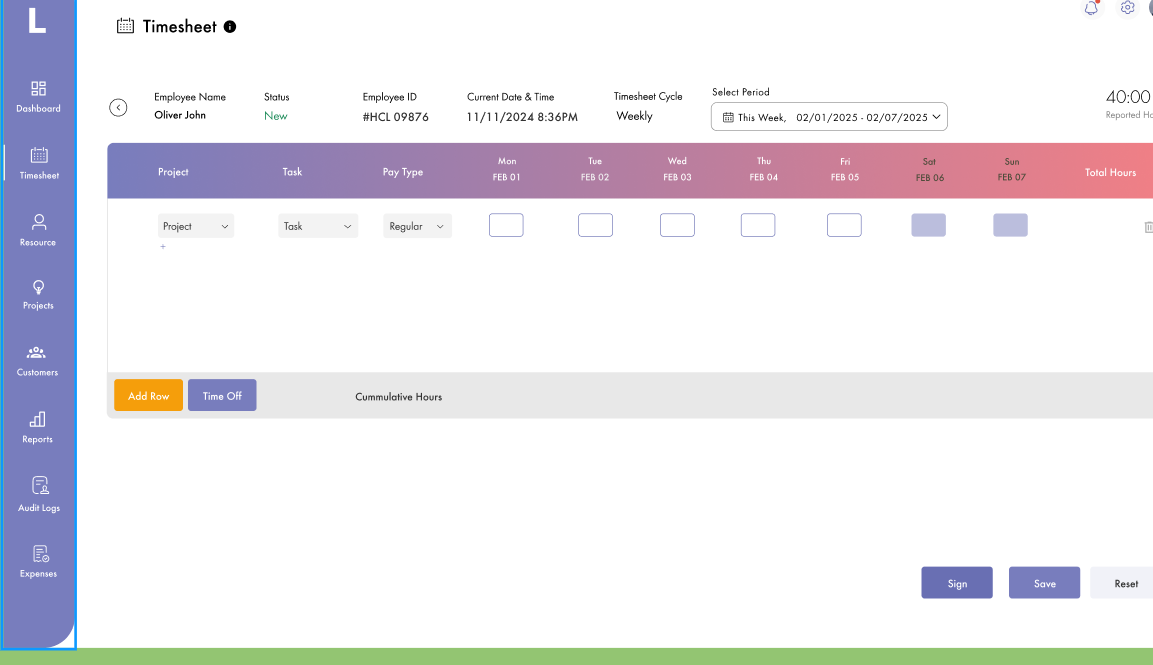 L
Timesheet
Dashboard
Timesheet
Resource
Projects
Customers
Reports
Audit Logs
Expenses
Employee Name
Oliver John
Status
New
Employee ID
#HCL 09876
Current Date & Time
11/11/2024 8:36PM
Timesheet Cycle
Weekly
Select Period
This Week, 02/01/2025 - 02/07/2025
40:00
Reported Ho
Project
Task
Pay Type
Mon
FEB 01
Tue
FEB 02
Wed
FEB 03
Thu
FEB 04
Fri
FEB 05
Sat
FEB 06
Sun
FEB 07
Total Hours
Project
Task
Regular
+
Add Row
Time Off
Cummulative Hours
Sign
Save
Reset